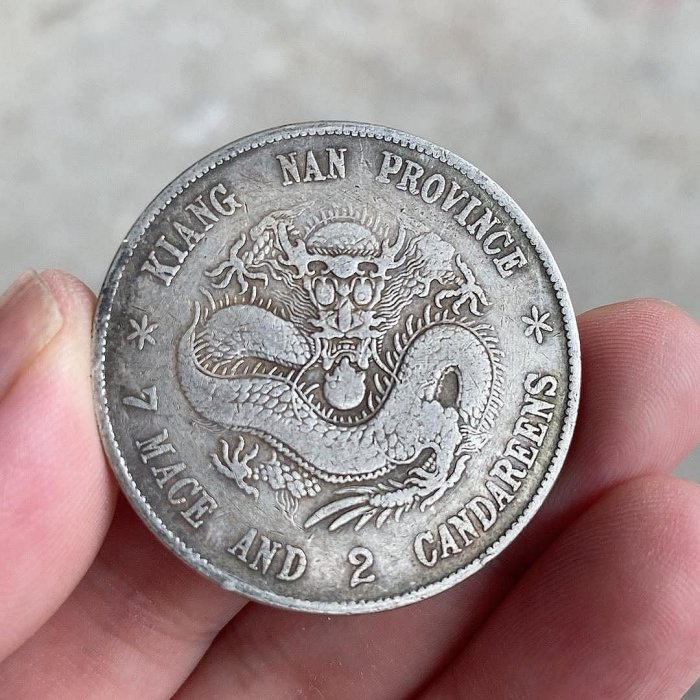 KIANG NAN PROVINCE
* 7 MACE AND 2 CANDAREENS *